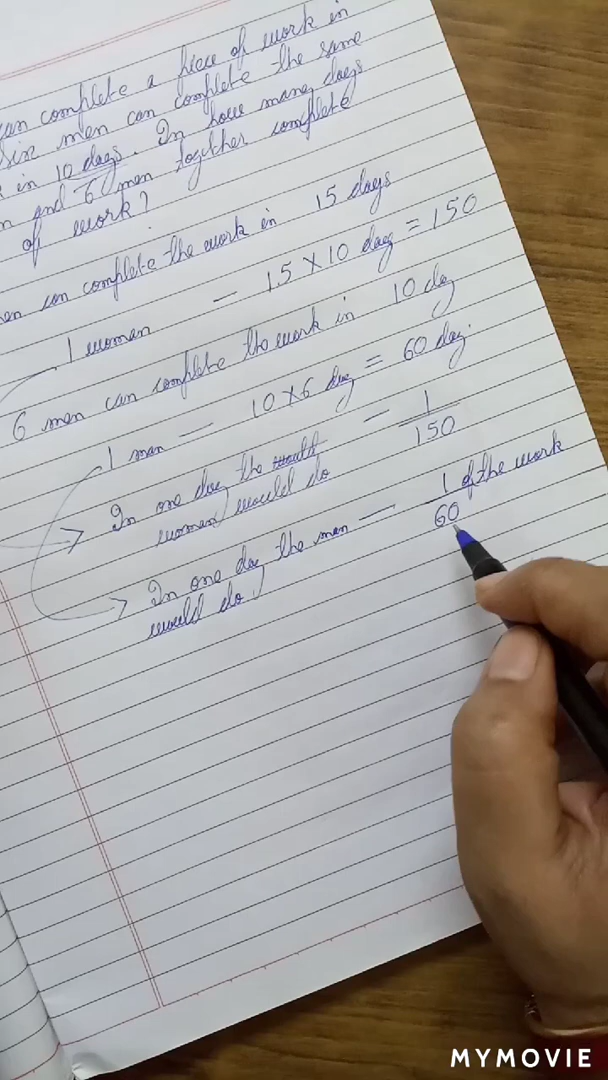 can complete a piece of work in
Six men can complete the same
in 10 days. In how many days
and 6 men together complete
of work?
can complete the work in 15 days
1 women — 15 × 10 day = 150
6 men can complete the work in 10 day
1 man — 10 × 6 day = 60 day.
In one day the would — 1/150
women would do
In one day the men — 1/60 of the work
would do
MYMOVIE